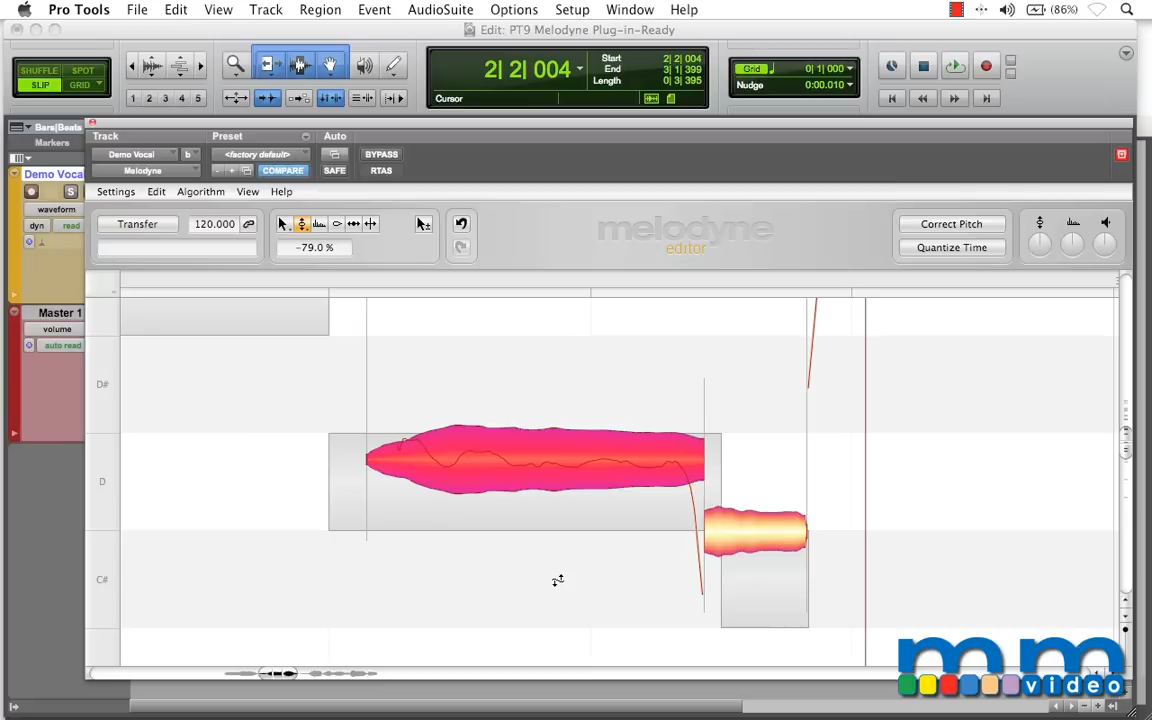 Pro Tools File Edit View Track Region Event AudioSuite Options Setup Window Help (86%)
Edit: PT9 Melodyne Plug-in-Ready
SHUFFLE SPOT
SLIP GRID
1 2 3 4 5
2| 2| 004
Start 2| 2| 004
End 3| 1| 399
Length 0| 3| 395
Cursor
Grid 0| 1| 000
Nudge 0:00.010
Bars|Beats
Markers
Demo Voca
S
waveform
dyn read
Master 1
volume
auto read
Track Preset Auto
Demo Vocal b <factory default> BYPASS
Melodyne - + COMPARE SAFE RTAS
Settings Edit Algorithm View Help
Transfer 120.000
-79.0 %
melodyne
editor
Correct Pitch
Quantize Time
D#
D
C#
mm
video